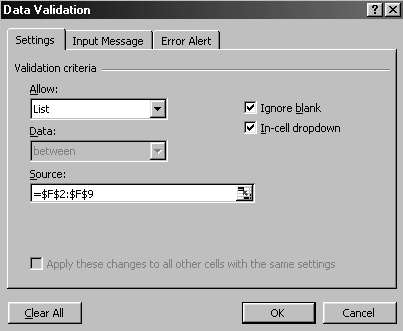 Data Validation
Settings Input Message Error Alert
Validation criteria
Allow:
List
Ignore blank
Data:
In-cell dropdown
between
Source:
=$F$2:$F$9
Apply these changes to all other cells with the same settings
Clear All OK Cancel